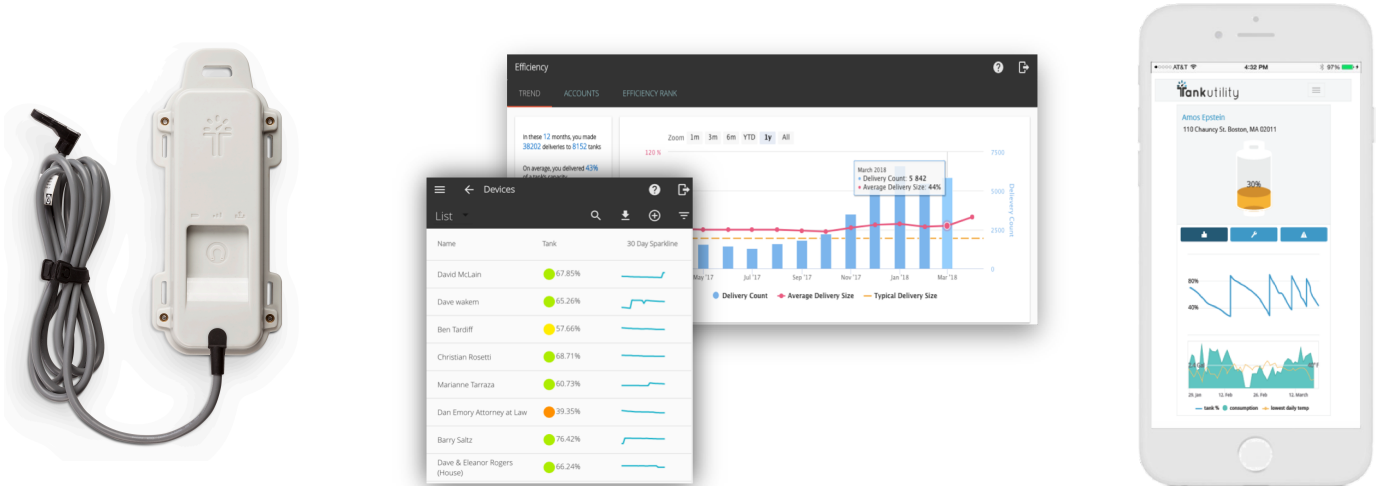 Efficiency
TREND ACCOUNTS EFFICIENCY RANK
In these 12 months, you made
38202 deliveries to 8152 tanks
On average, you delivered 43%
of a tank's capacity
Zoom 1m 3m 6m YTD 1y All
120 %
7500
5000
2500
0
Delievery Count
March 2018
Delivery Count: 5 842
Average Delivery Size: 44%
May '17 Jul '17 Sep '17 Nov '17 Jan '18 Mar '18
Delivery Count Average Delivery Size Typical Delivery Size
Devices
List
Name Tank 30 Day Sparkline
David McLain 67.85%
Dave wakem 65.26%
Ben Tardiff 57.66%
Christian Rosetti 68.71%
Marianne Tarraza 60.73%
Dan Emory Attorney at Law 39.35%
Barry Saltz 76.42%
Dave & Eleanor Rogers
(House)
66.24%
AT&T 4:32 PM 97%
Tankutility
Amos Epstein
110 Chauncy St. Boston, MA 02011
30%
80%
40%
29. Jan 12. Feb 26. Feb 12. March
tank % consumption lowest daily temp